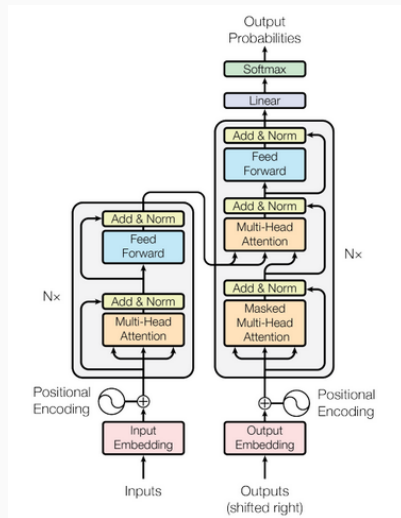 Output
Probabilities
Softmax
Linear
Add & Norm
Feed
Forward
Add & Norm
Multi-Head
Attention
Add & Norm
Masked
Multi-Head
Attention
Nx
Positional
Encoding
Output
Embedding
Outputs
(shifted right)
Add & Norm
Feed
Forward
Add & Norm
Multi-Head
Attention
N×
Positional
Encoding
Input
Embedding
Inputs